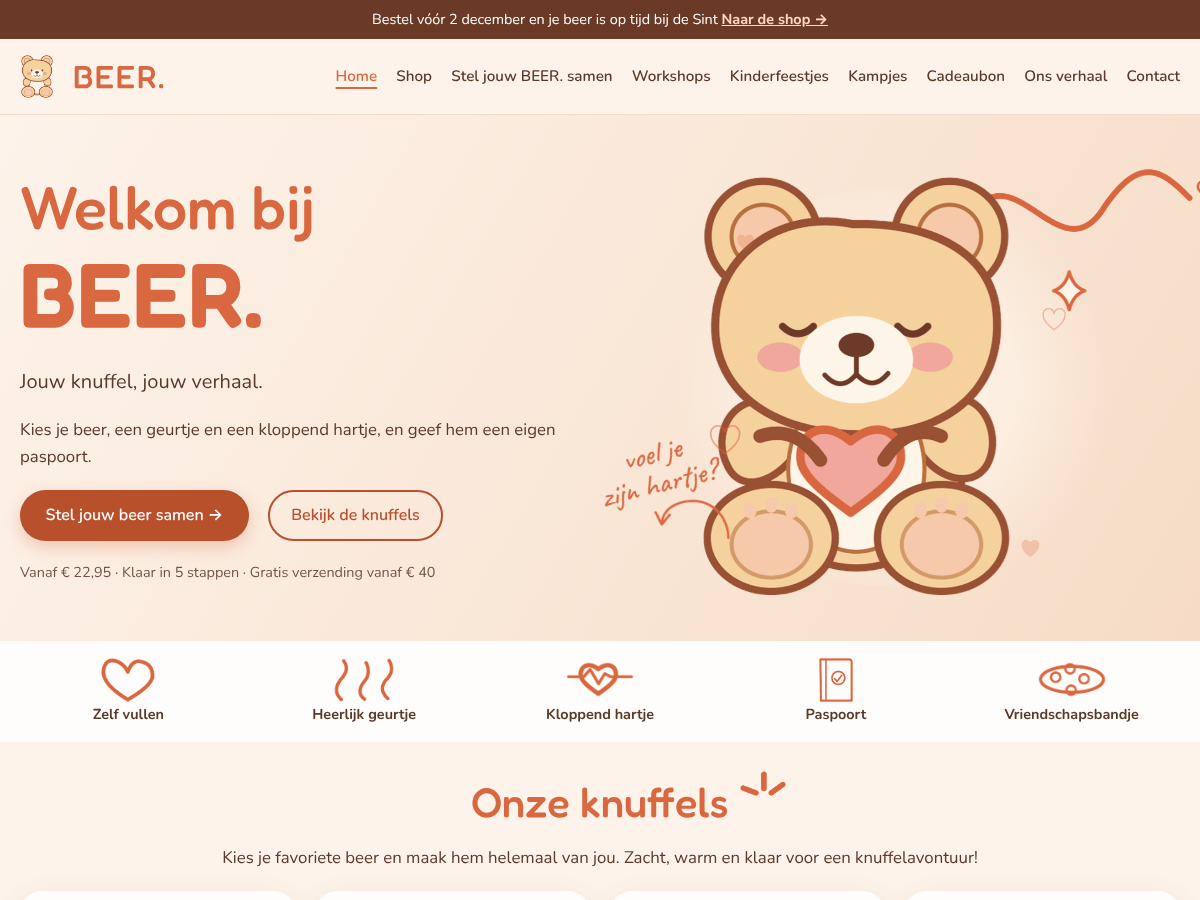 Bestel vóór 2 december en je beer is op tijd bij de Sint Naar de shop →
BEER.
Home Shop Stel jouw BEER. samen Workshops Kinderfeestjes Kampjes Cadeaubon Ons verhaal Contact
Welkom bij
BEER.
Jouw knuffel, jouw verhaal.
Kies je beer, een geurtje en een kloppend hartje, en geef hem een eigen
paspoort.
Stel jouw beer samen →
Bekijk de knuffels
Vanaf € 22,95 · Klaar in 5 stappen · Gratis verzending vanaf € 40
voel je
zijn hartje?
Zelf vullen
Heerlijk geurtje
Kloppend hartje
Paspoort
Vriendschapsbandje
Onze knuffels
Kies je favoriete beer en maak hem helemaal van jou. Zacht, warm en klaar voor een knuffelavontuur!